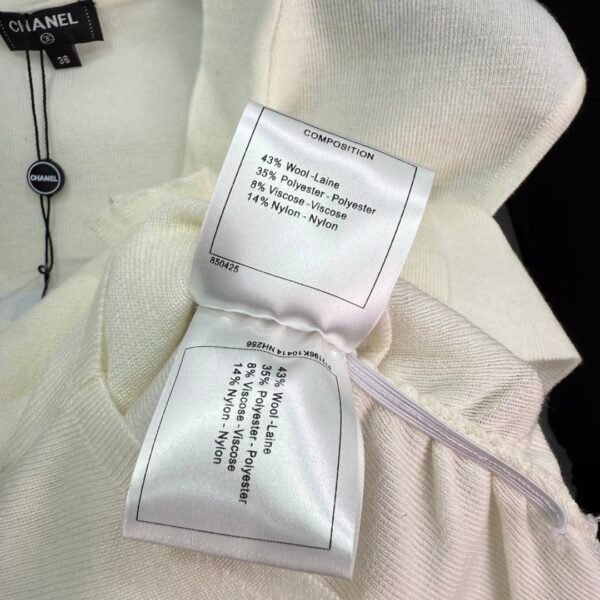 CHANEL
36
CHANEL
COMPOSITION
43% Wool -Laine
35% Polyester - Polyester
8% Viscose -Viscose
14% Nylon - Nylon
850425
43% Wool -Laine
35% Polyester - Polyester
8% Viscose -Viscose
14% Nylon - Nylon